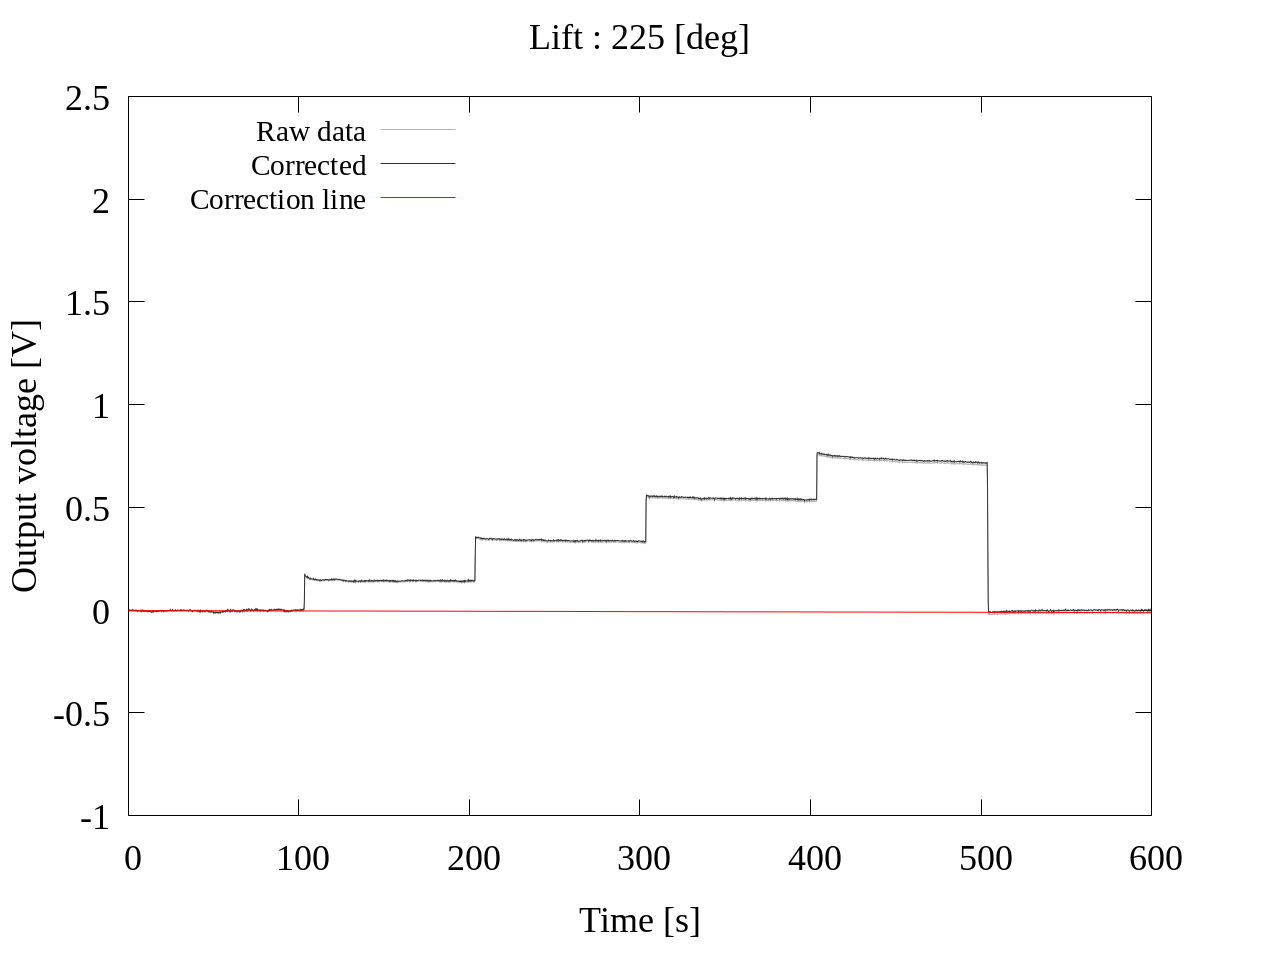 Lift : 225 [deg]
2.5
2
1.5
1
0.5
0
-0.5
-1
Output voltage [V]
Raw data
Corrected
Correction line
0 100 200 300 400 500 600
Time [s]